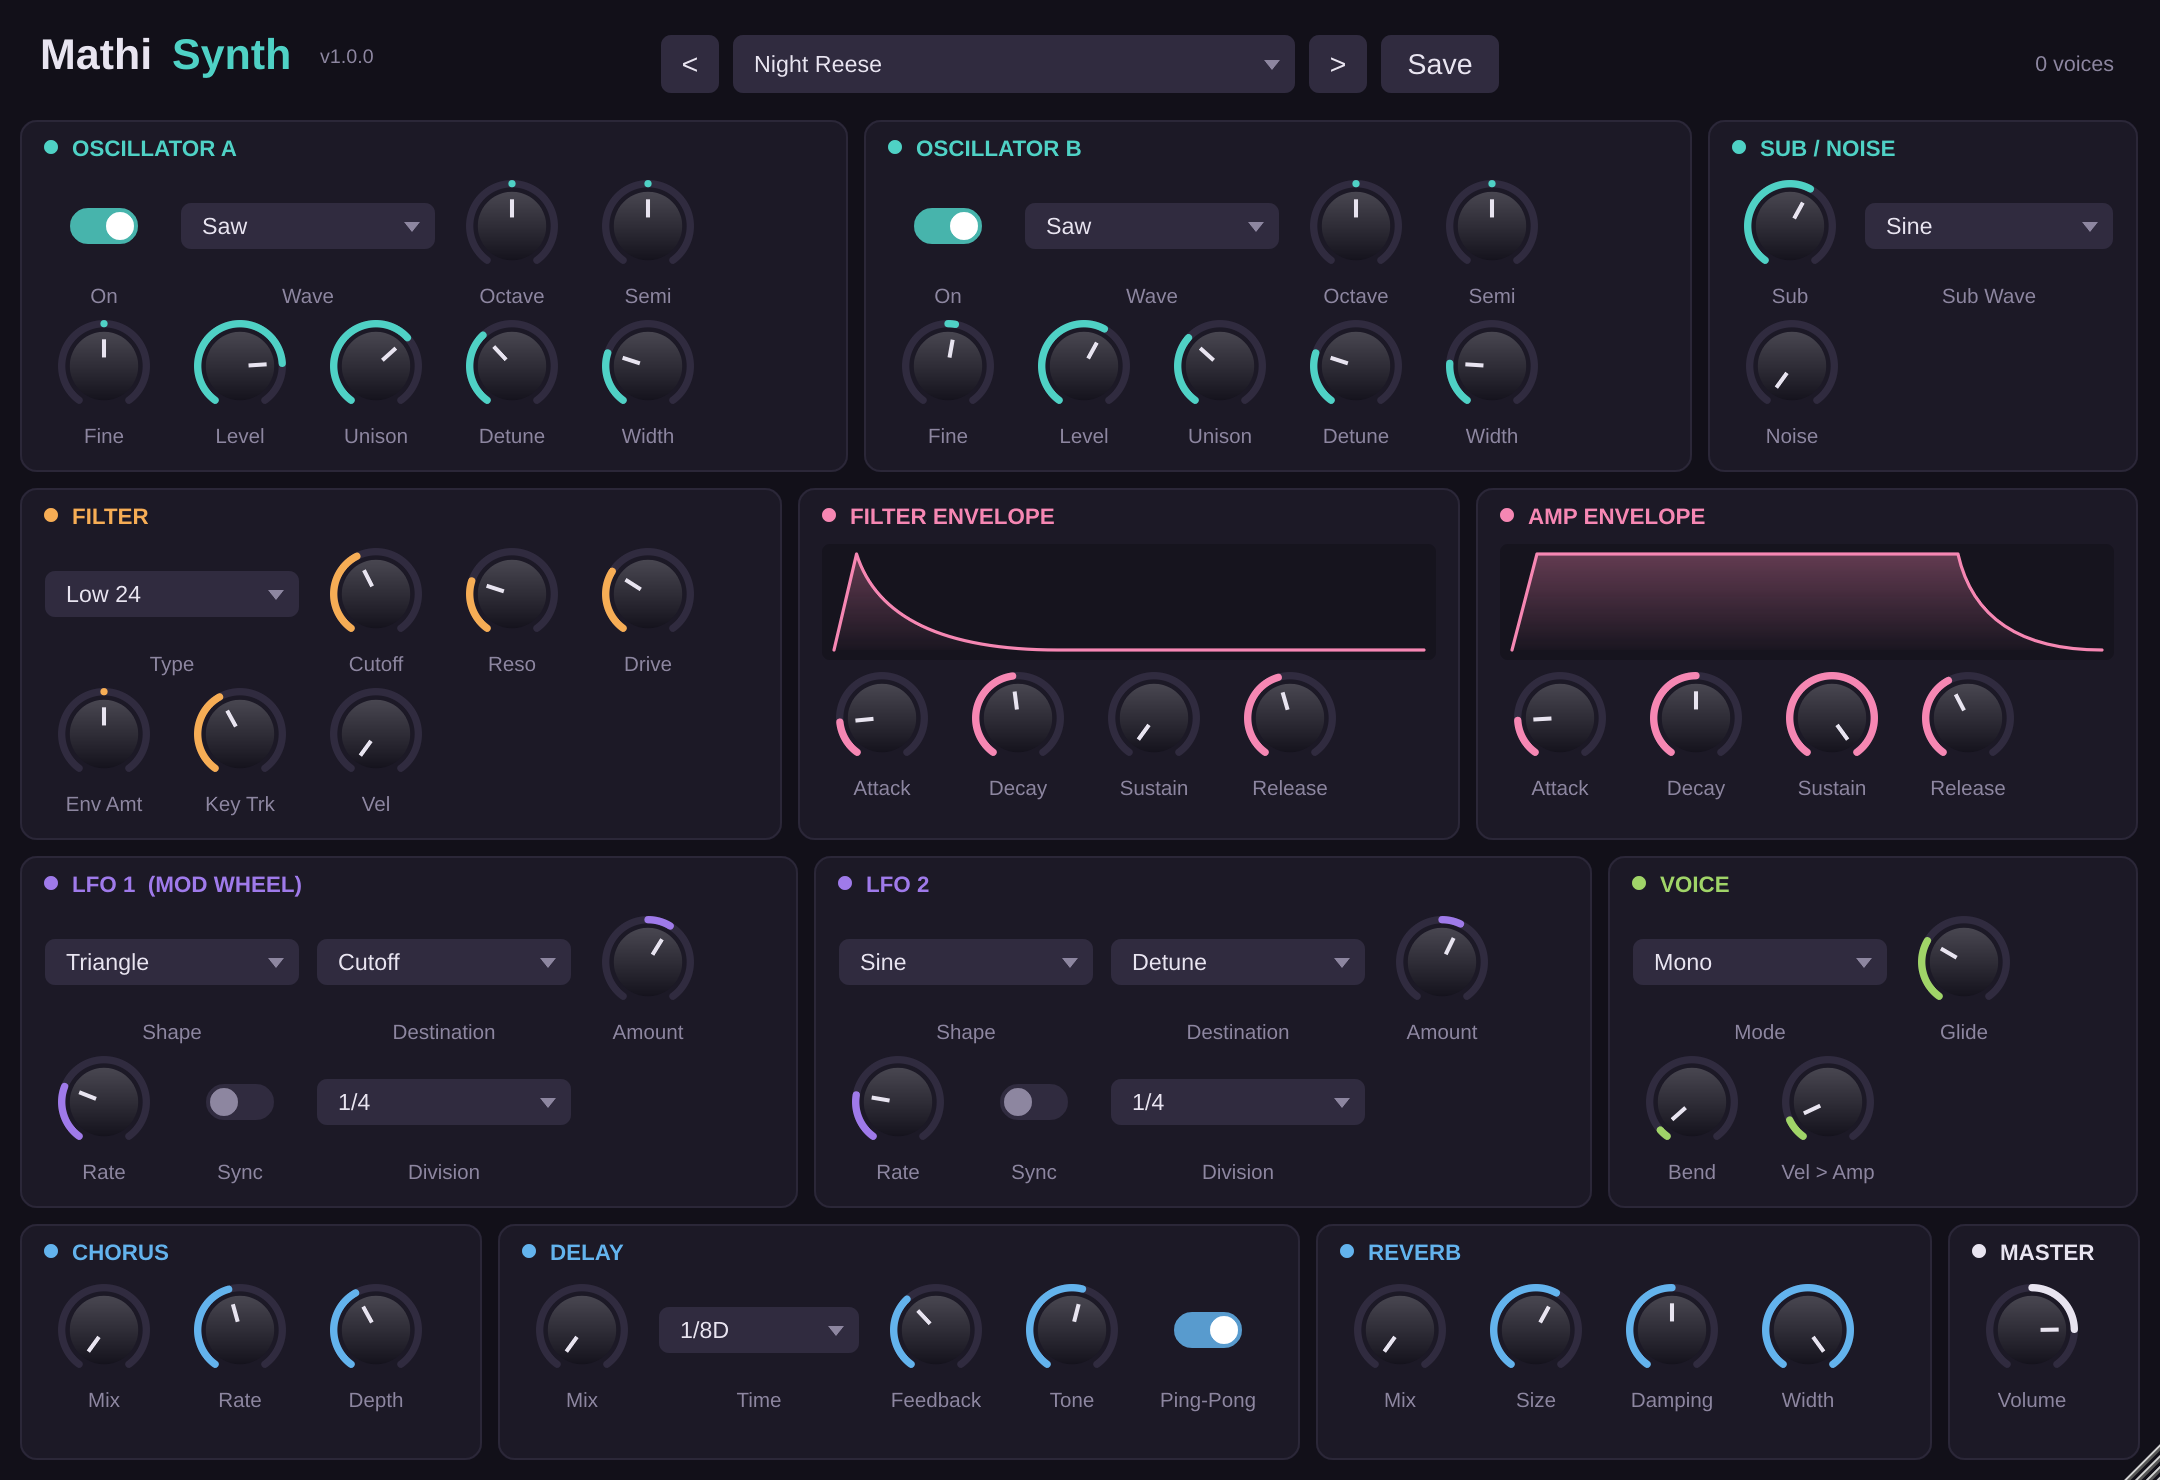 Mathi Synth v1.0.0
< Night Reese > Save
0 voices
OSCILLATOR A
Saw
On Wave Octave Semi
Fine Level Unison Detune Width
OSCILLATOR B
Saw
On Wave Octave Semi
Fine Level Unison Detune Width
SUB / NOISE
Sine
Sub Sub Wave
Noise
FILTER
Low 24
Type Cutoff Reso Drive
Env Amt Key Trk Vel
FILTER ENVELOPE
Attack Decay Sustain Release
AMP ENVELOPE
Attack Decay Sustain Release
LFO 1 (MOD WHEEL)
Triangle Cutoff
Shape Destination Amount
1/4
Rate Sync Division
LFO 2
Sine Detune
Shape Destination Amount
1/4
Rate Sync Division
VOICE
Mono
Mode Glide
Bend Vel > Amp
CHORUS
Mix Rate Depth
DELAY
1/8D
Mix Time Feedback Tone Ping-Pong
REVERB
Mix Size Damping Width
MASTER
Volume